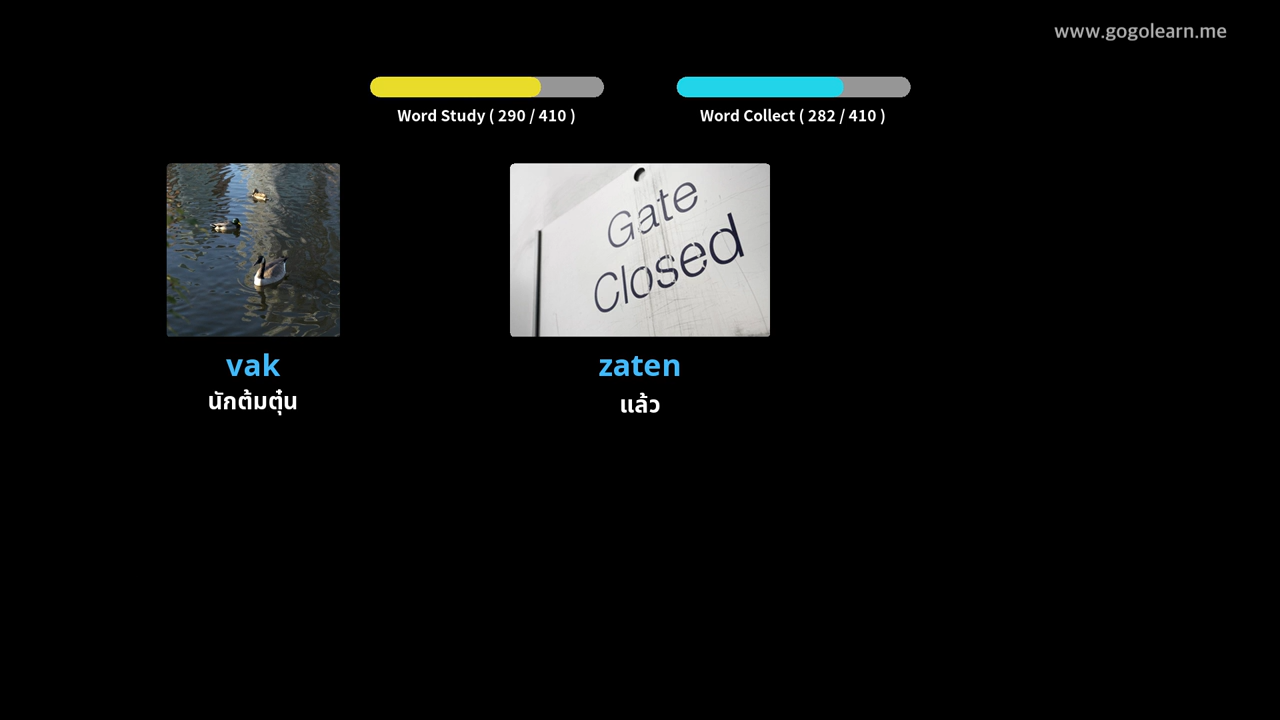 www.gogolearn.me
Word Study ( 290 / 410 )
Word Collect ( 282 / 410 )
Gate
Closed
vak
นักต้มตุ๋น
zaten
แล้ว